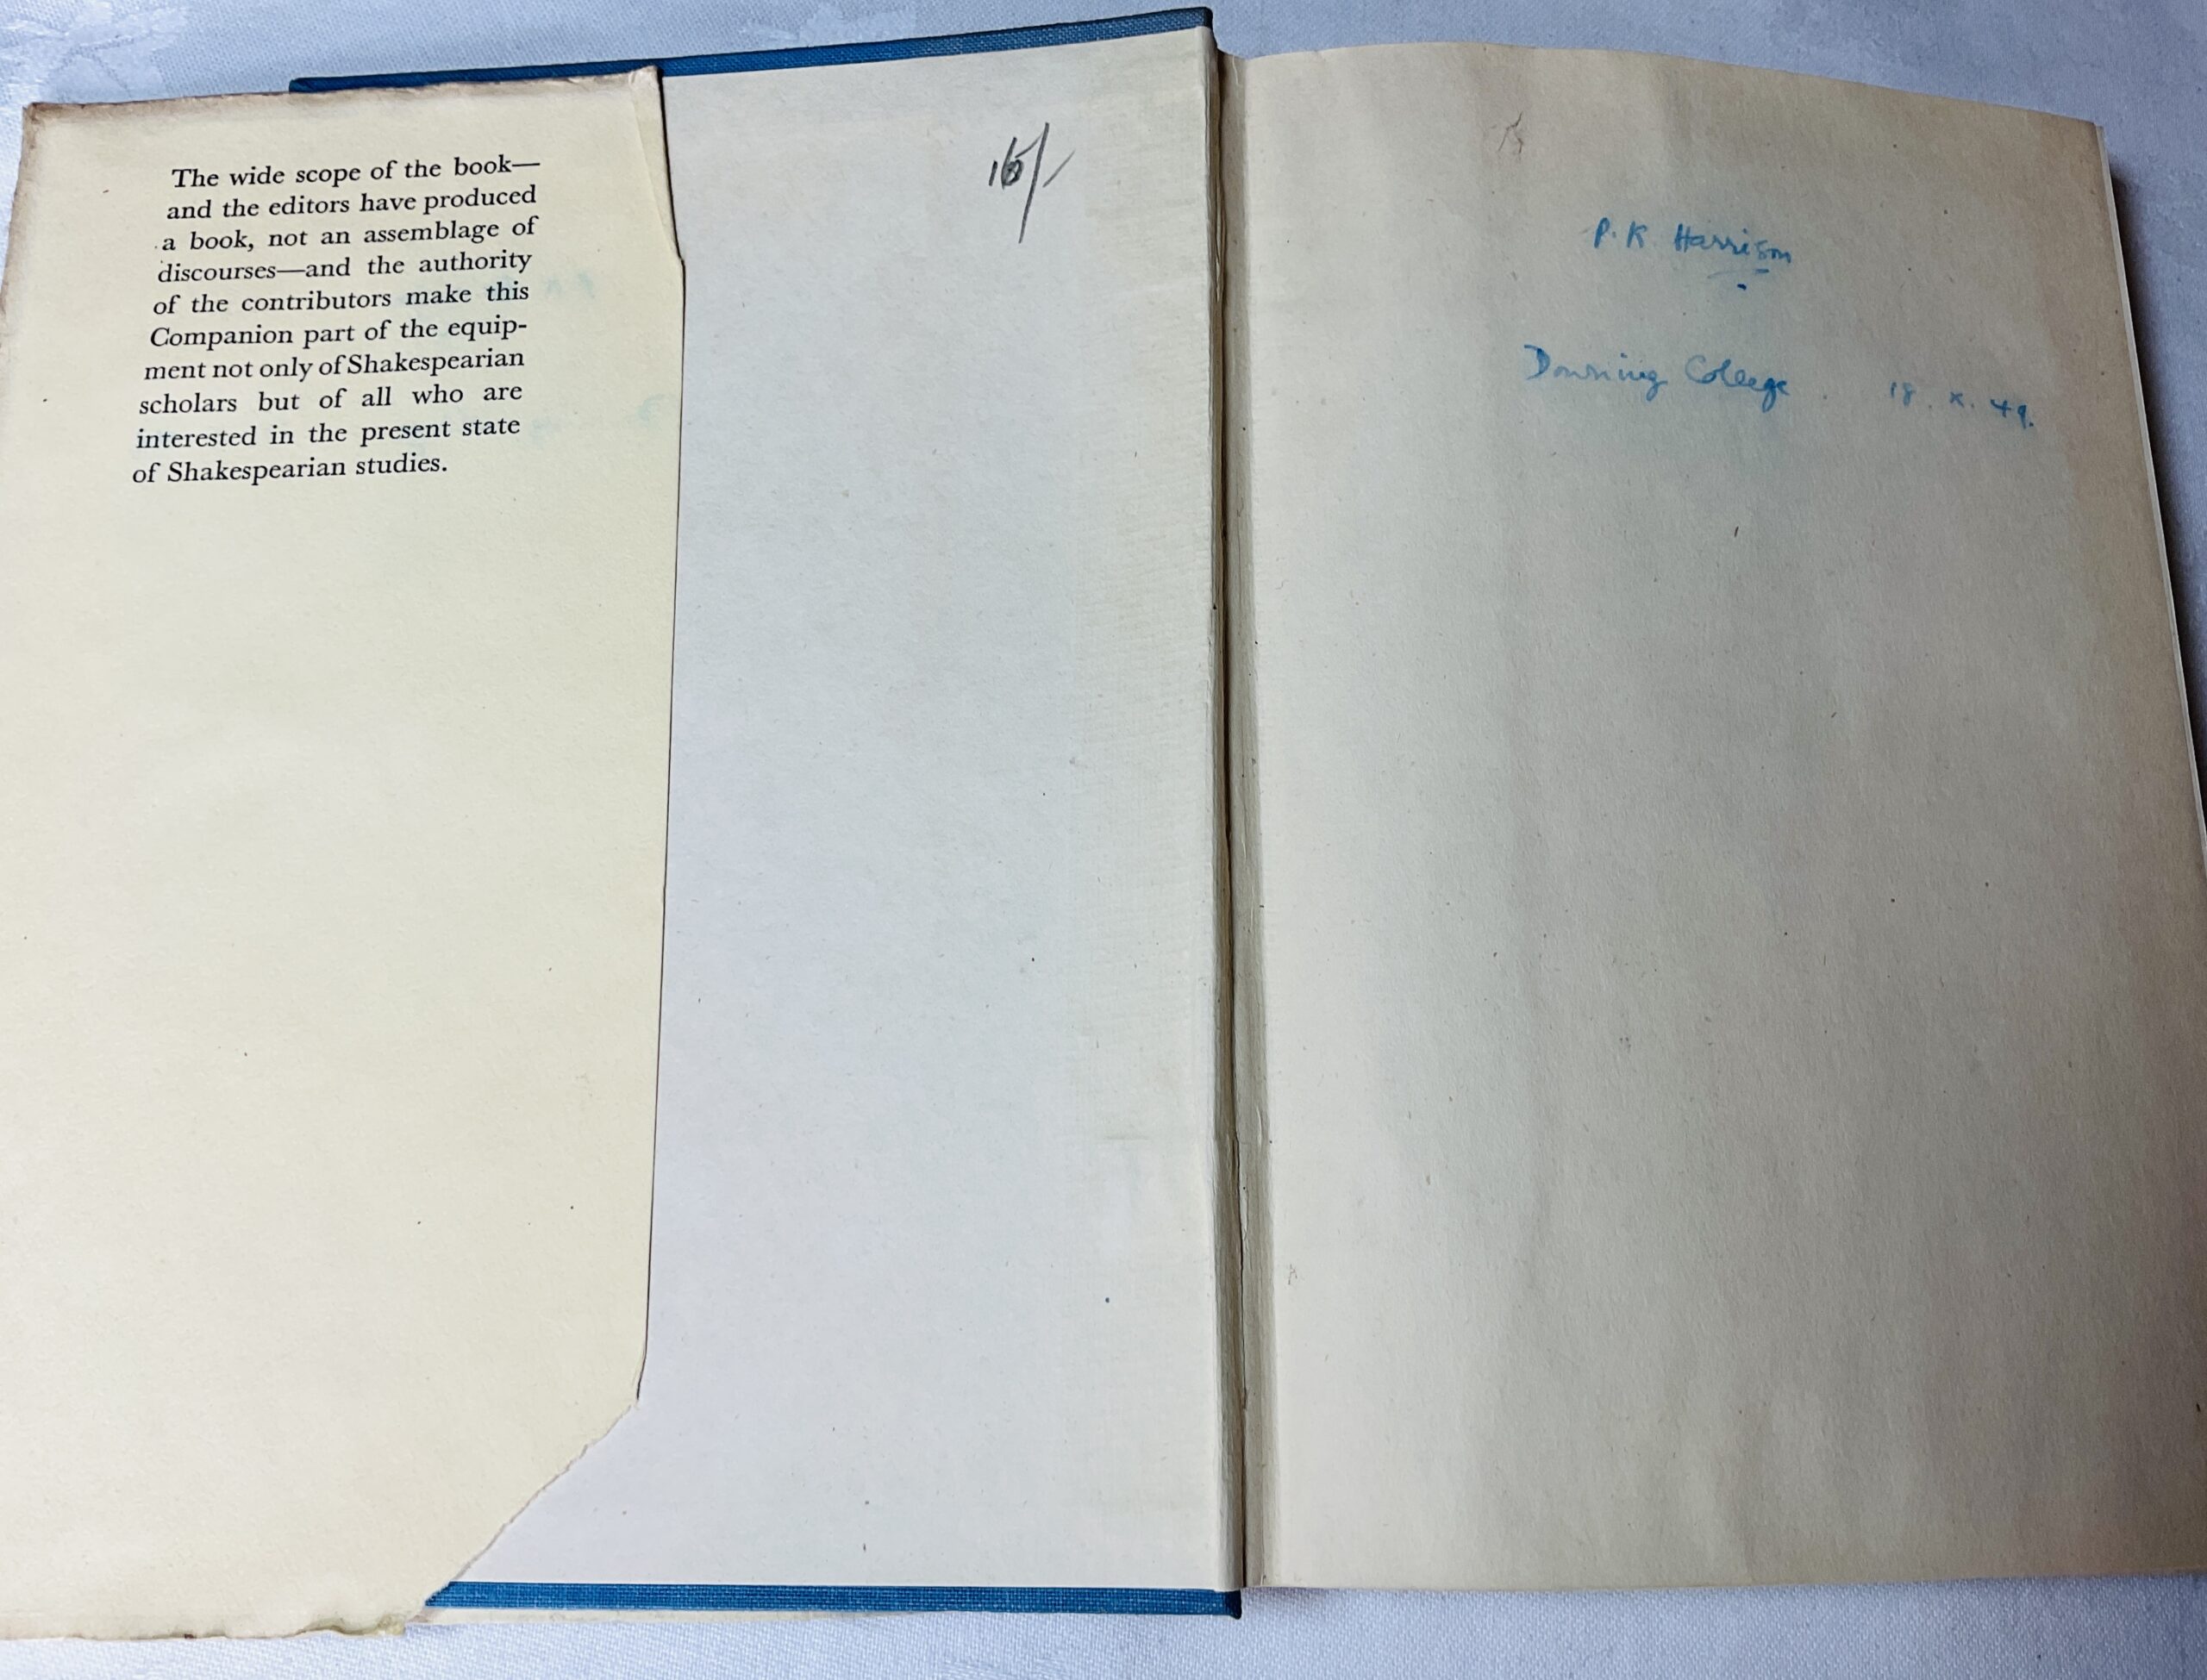 The wide scope of the book—
and the editors have produced
a book, not an assemblage of
discourses—and the authority
of the contributors make this
Companion part of the equip-
ment not only of Shakespearian
scholars but of all who are
interested in the present state
of Shakespearian studies.
P. K. Harrison
Downing College. 18. x. 49.